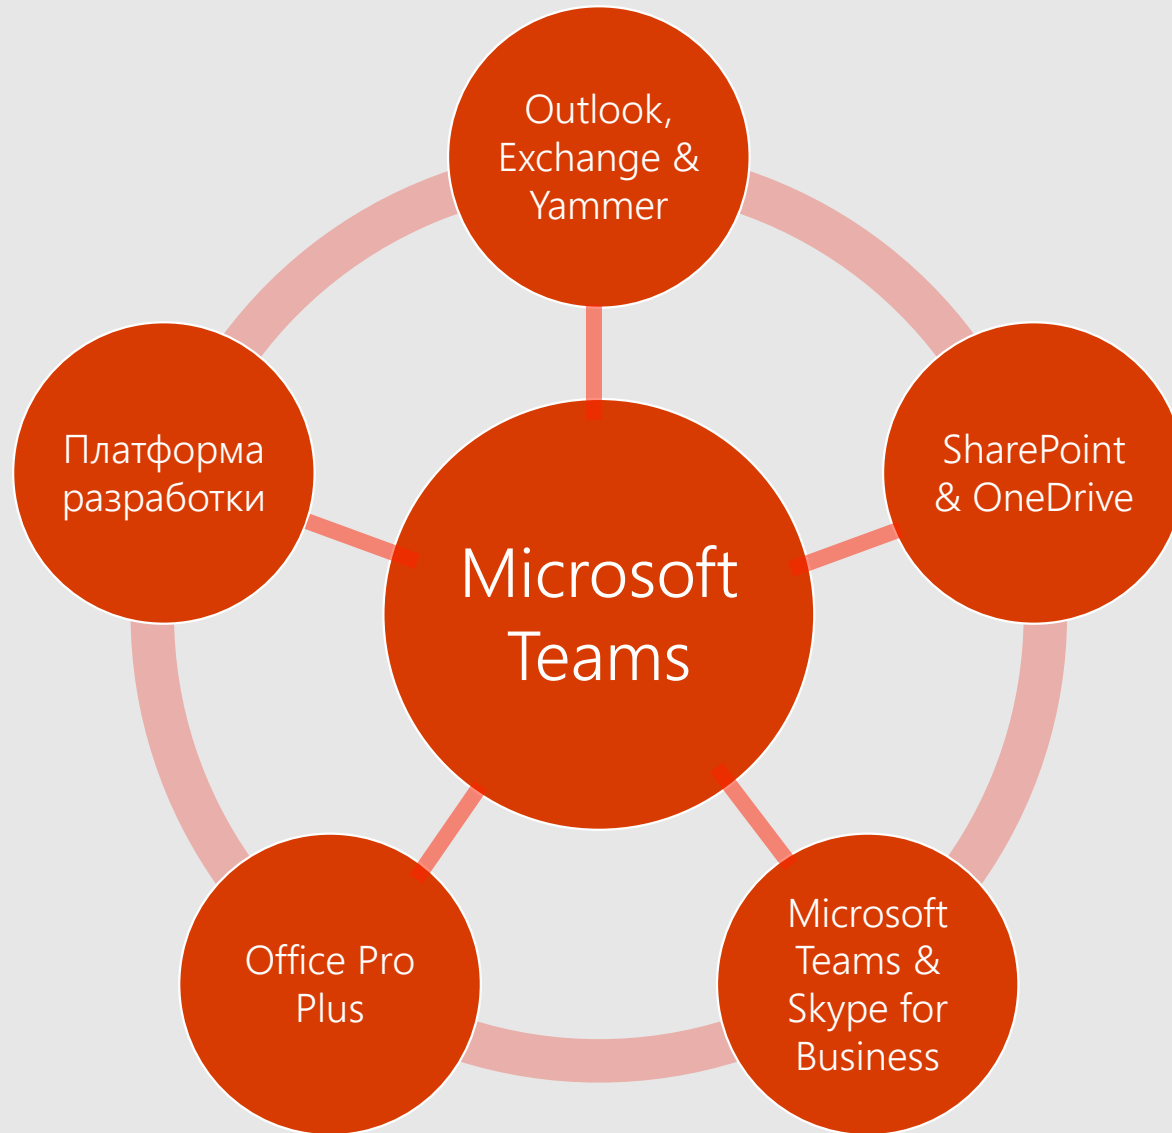 Outlook,
Exchange &
Yammer
SharePoint
& OneDrive
Microsoft
Teams &
Skype for
Business
Office Pro
Plus
Платформа
разработки
Microsoft
Teams